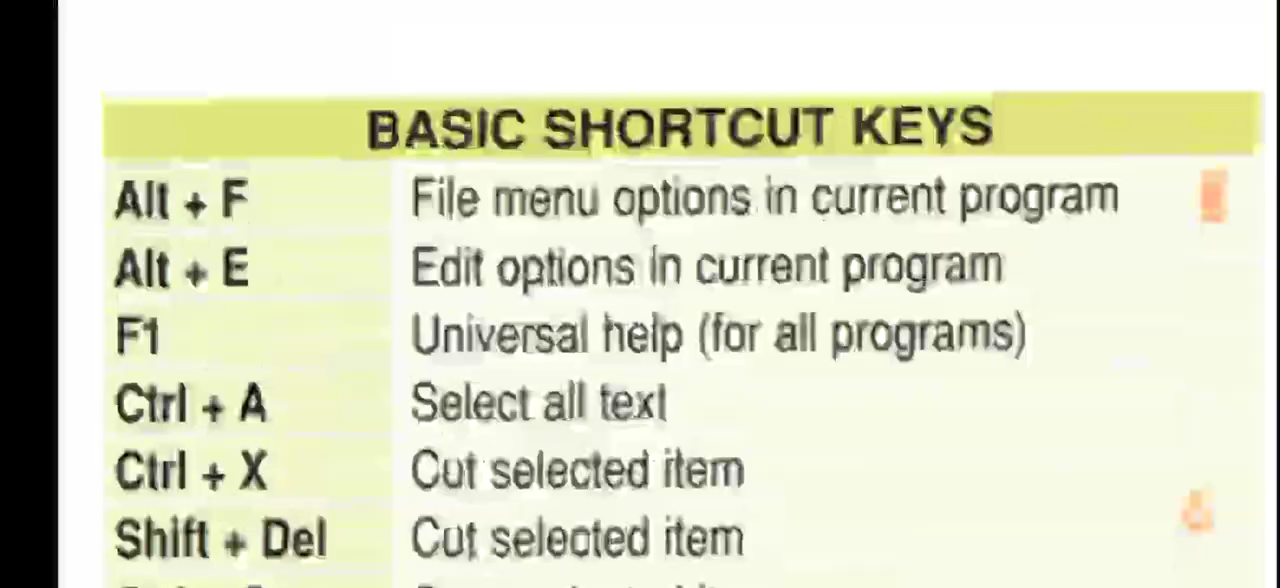 BASIC SHORTCUT KEYS
Alt + F File menu options in current program
Alt + E Edit options in current program
F1 Universal help (for all programs)
Ctrl + A Select all text
Ctrl + X Cut selected item
Shift + Del Cut selected item